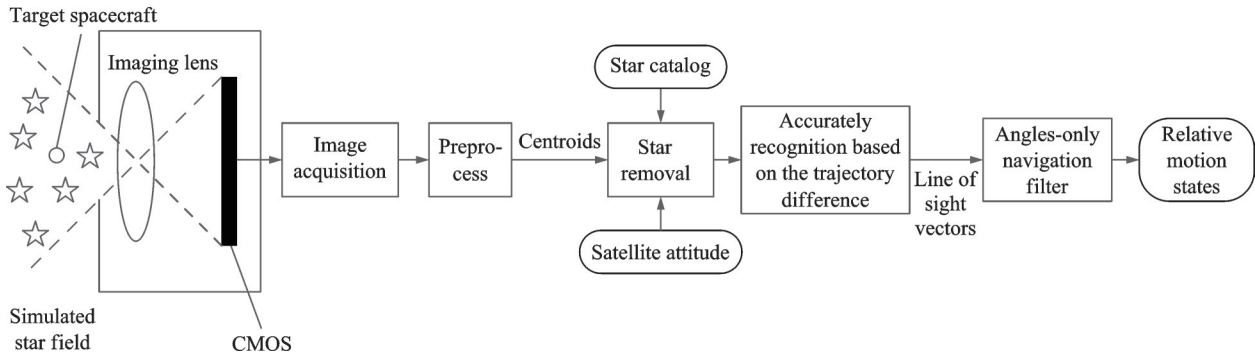 Target spacecraft
Imaging lens
Simulated
star field
CMOS
Image
acquisition
Prepro-
cess
Centroids
Star catalog
Star
removal
Satellite attitude
Accurately
recognition based
on the trajectory
difference
Line of
sight
vectors
Angles-only
navigation
filter
Relative
motion
states